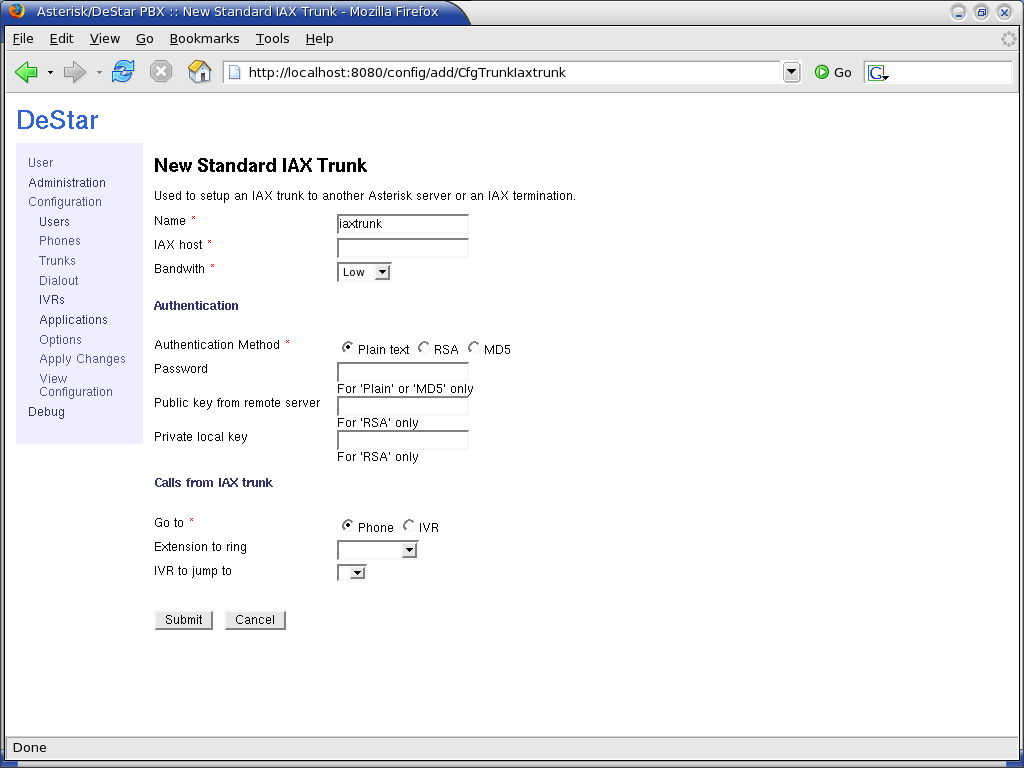 Asterisk/DeStar PBX :: New Standard IAX Trunk - Mozilla Firefox
File Edit View Go Bookmarks Tools Help
http://localhost:8080/config/add/CfgTrunkIaxtrunk Go G
DeStar
User
Administration
Configuration
Users
Phones
Trunks
Dialout
IVRs
Applications
Options
Apply Changes
View
Configuration
Debug
New Standard IAX Trunk
Used to setup an IAX trunk to another Asterisk server or an IAX termination.
Name * iaxtrunk
IAX host *
Bandwith * Low
Authentication
Authentication Method * Plain text RSA MD5
Password
For 'Plain' or 'MD5' only
Public key from remote server
For 'RSA' only
Private local key
For 'RSA' only
Calls from IAX trunk
Go to * Phone IVR
Extension to ring
IVR to jump to
Submit Cancel
Done